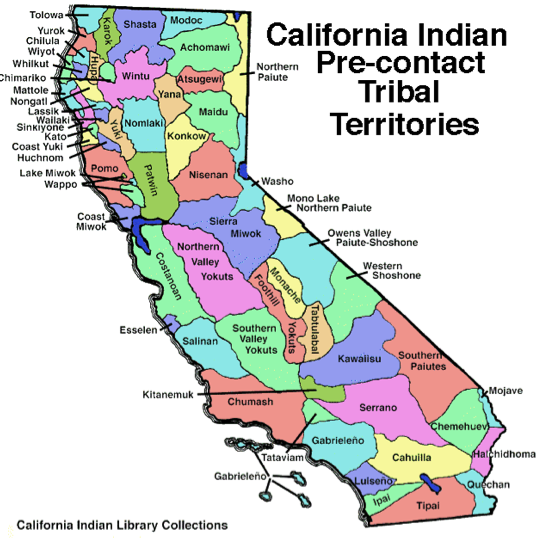 California Indian
Pre-contact
Tribal
Territories
Tolowa
Yurok
Chilula
Wiyot
Whilkut
Chimariko
Mattole
Nongatl
Lassik
Wailaki
Sinkyone
Kato
Coast Yuki
Huchnom
Lake Miwok
Wappo
Coast
Miwok
Karok
Shasta
Modoc
Achomawi
Northern
Paiute
Hupa
Wintu
Atsugewi
Yana
Maidu
Yuki
Nomlaki
Konkow
Pomo
Patwin
Nisenan
Washo
Mono Lake
Northern Paiute
Sierra
Miwok
Owens Valley
Paiute-Shoshone
Northern
Valley
Yokuts
Costanoan
Western
Shoshone
Monache
Foothill
Yokuts
Tabtulabal
Esselen
Salinan
Southern
Valley
Yokuts
Kawaiisu
Southern
Paiutes
Kitanemuk
Chumash
Serrano
Mojave
Chemehuevi
Tataviam
Gabrieleño
Halchidhoma
Cahuilla
Gabrieleño
Luiseño
Quechan
Ipai
Tipai
California Indian Library Collections